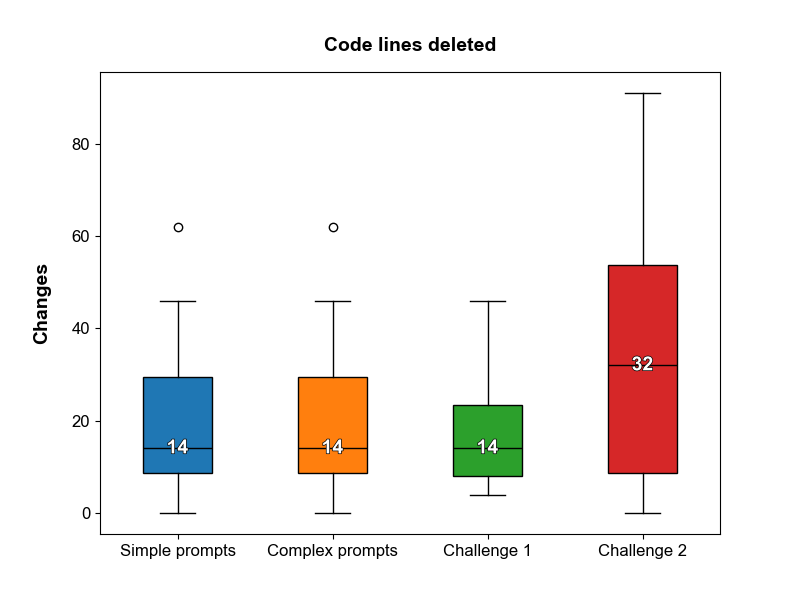 Code lines deleted
Changes
80
60
40
20
0
14
14
14
32
Simple prompts
Complex prompts
Challenge 1
Challenge 2